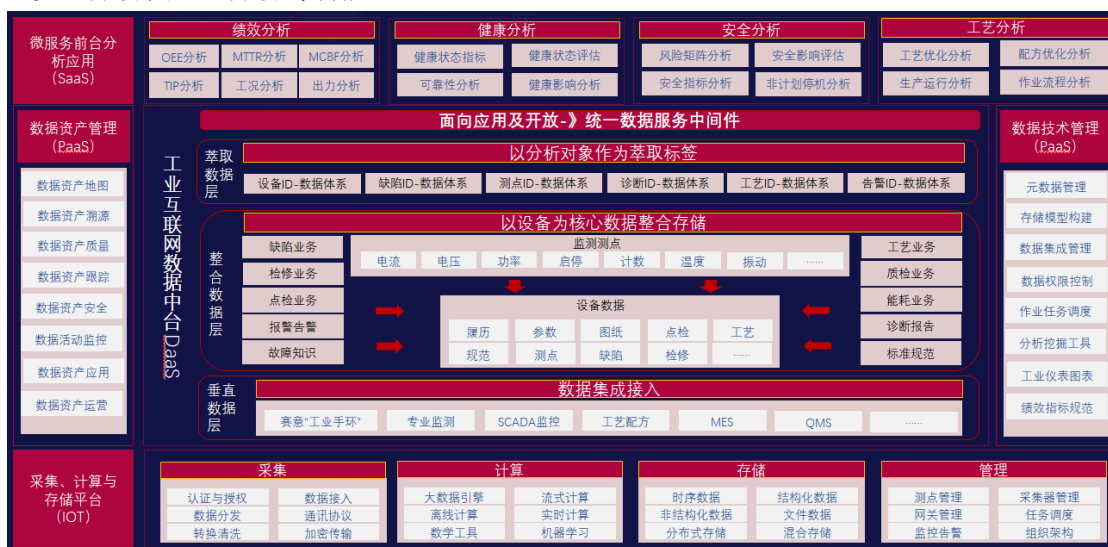 微服务前台分
析应用
(SaaS)
绩效分析
OEE分析 MTTR分析 MCBF分析
TIP分析 工况分析 出力分析
健康分析
健康状态指标 健康状态评估
可靠性分析 健康影响分析
安全分析
风险矩阵分析 安全影响评估
安全指标分析 非计划停机分析
工艺分析
工艺优化分析 配方优化分析
生产运行分析 作业流程分析
数据资产管理
(PaaS)
数据资产地图
数据资产溯源
数据资产质量
数据资产跟踪
数据资产安全
数据活动监控
数据资产应用
数据资产运营
工业互联网数据中台DaaS
面向应用及开放-》统一数据服务中间件
萃取
数据
层
以分析对象作为萃取标签
设备ID-数据体系 缺陷ID-数据体系 测点ID-数据体系 诊断ID-数据体系 工艺ID-数据体系 告警ID-数据体系
整合数据层
以设备为核心数据整合存储
缺陷业务
检修业务
点检业务
报警告警
故障知识
监测测点
电流 电压 功率 启停 计数 温度 振动 ......
设备数据
履历 参数 图纸 点检 工艺
规范 测点 缺陷 检修 ......
工艺业务
质检业务
能耗业务
诊断报告
标准规范
垂直
数据
层
数据集成接入
赛意“工业手环” 专业监测 SCADA监控 工艺配方 MES QMS ......
数据技术管理
(PaaS)
元数据管理
存储模型构建
数据集成管理
数据权限控制
作业任务调度
分析挖掘工具
工业仪表图表
绩效指标规范
采集、计算与
存储平台
(IOT)
采集
认证与授权 数据接入
数据分发 通讯协议
转换清洗 加密传输
计算
大数据引擎 流式计算
离线计算 实时计算
数学工具 机器学习
存储
时序数据 结构化数据
非结构化数据 文件数据
分布式存储 混合存储
管理
测点管理 采集器管理
网关管理 任务调度
监控告警 组织架构